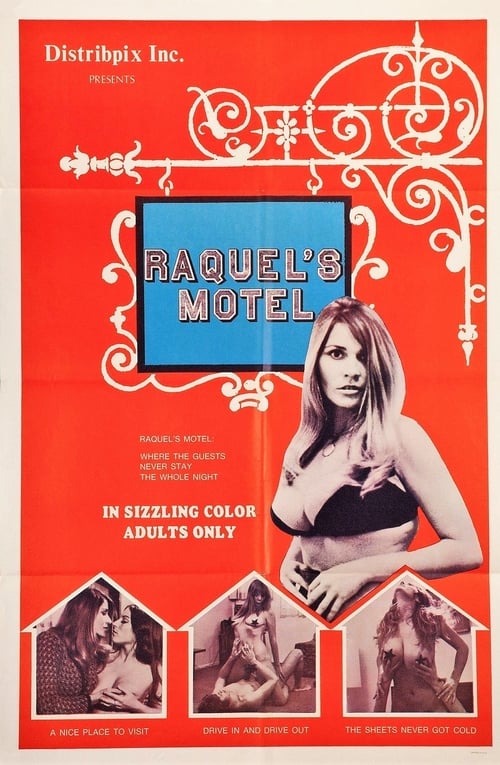 Distribpix Inc.
PRESENTS
RAQUEL'S
MOTEL
RAQUEL'S MOTEL:
WHERE THE GUESTS
NEVER STAY
THE WHOLE NIGHT
IN SIZZLING COLOR
ADULTS ONLY
A NICE PLACE TO VISIT
DRIVE IN AND DRIVE OUT
THE SHEETS NEVER GOT COLD